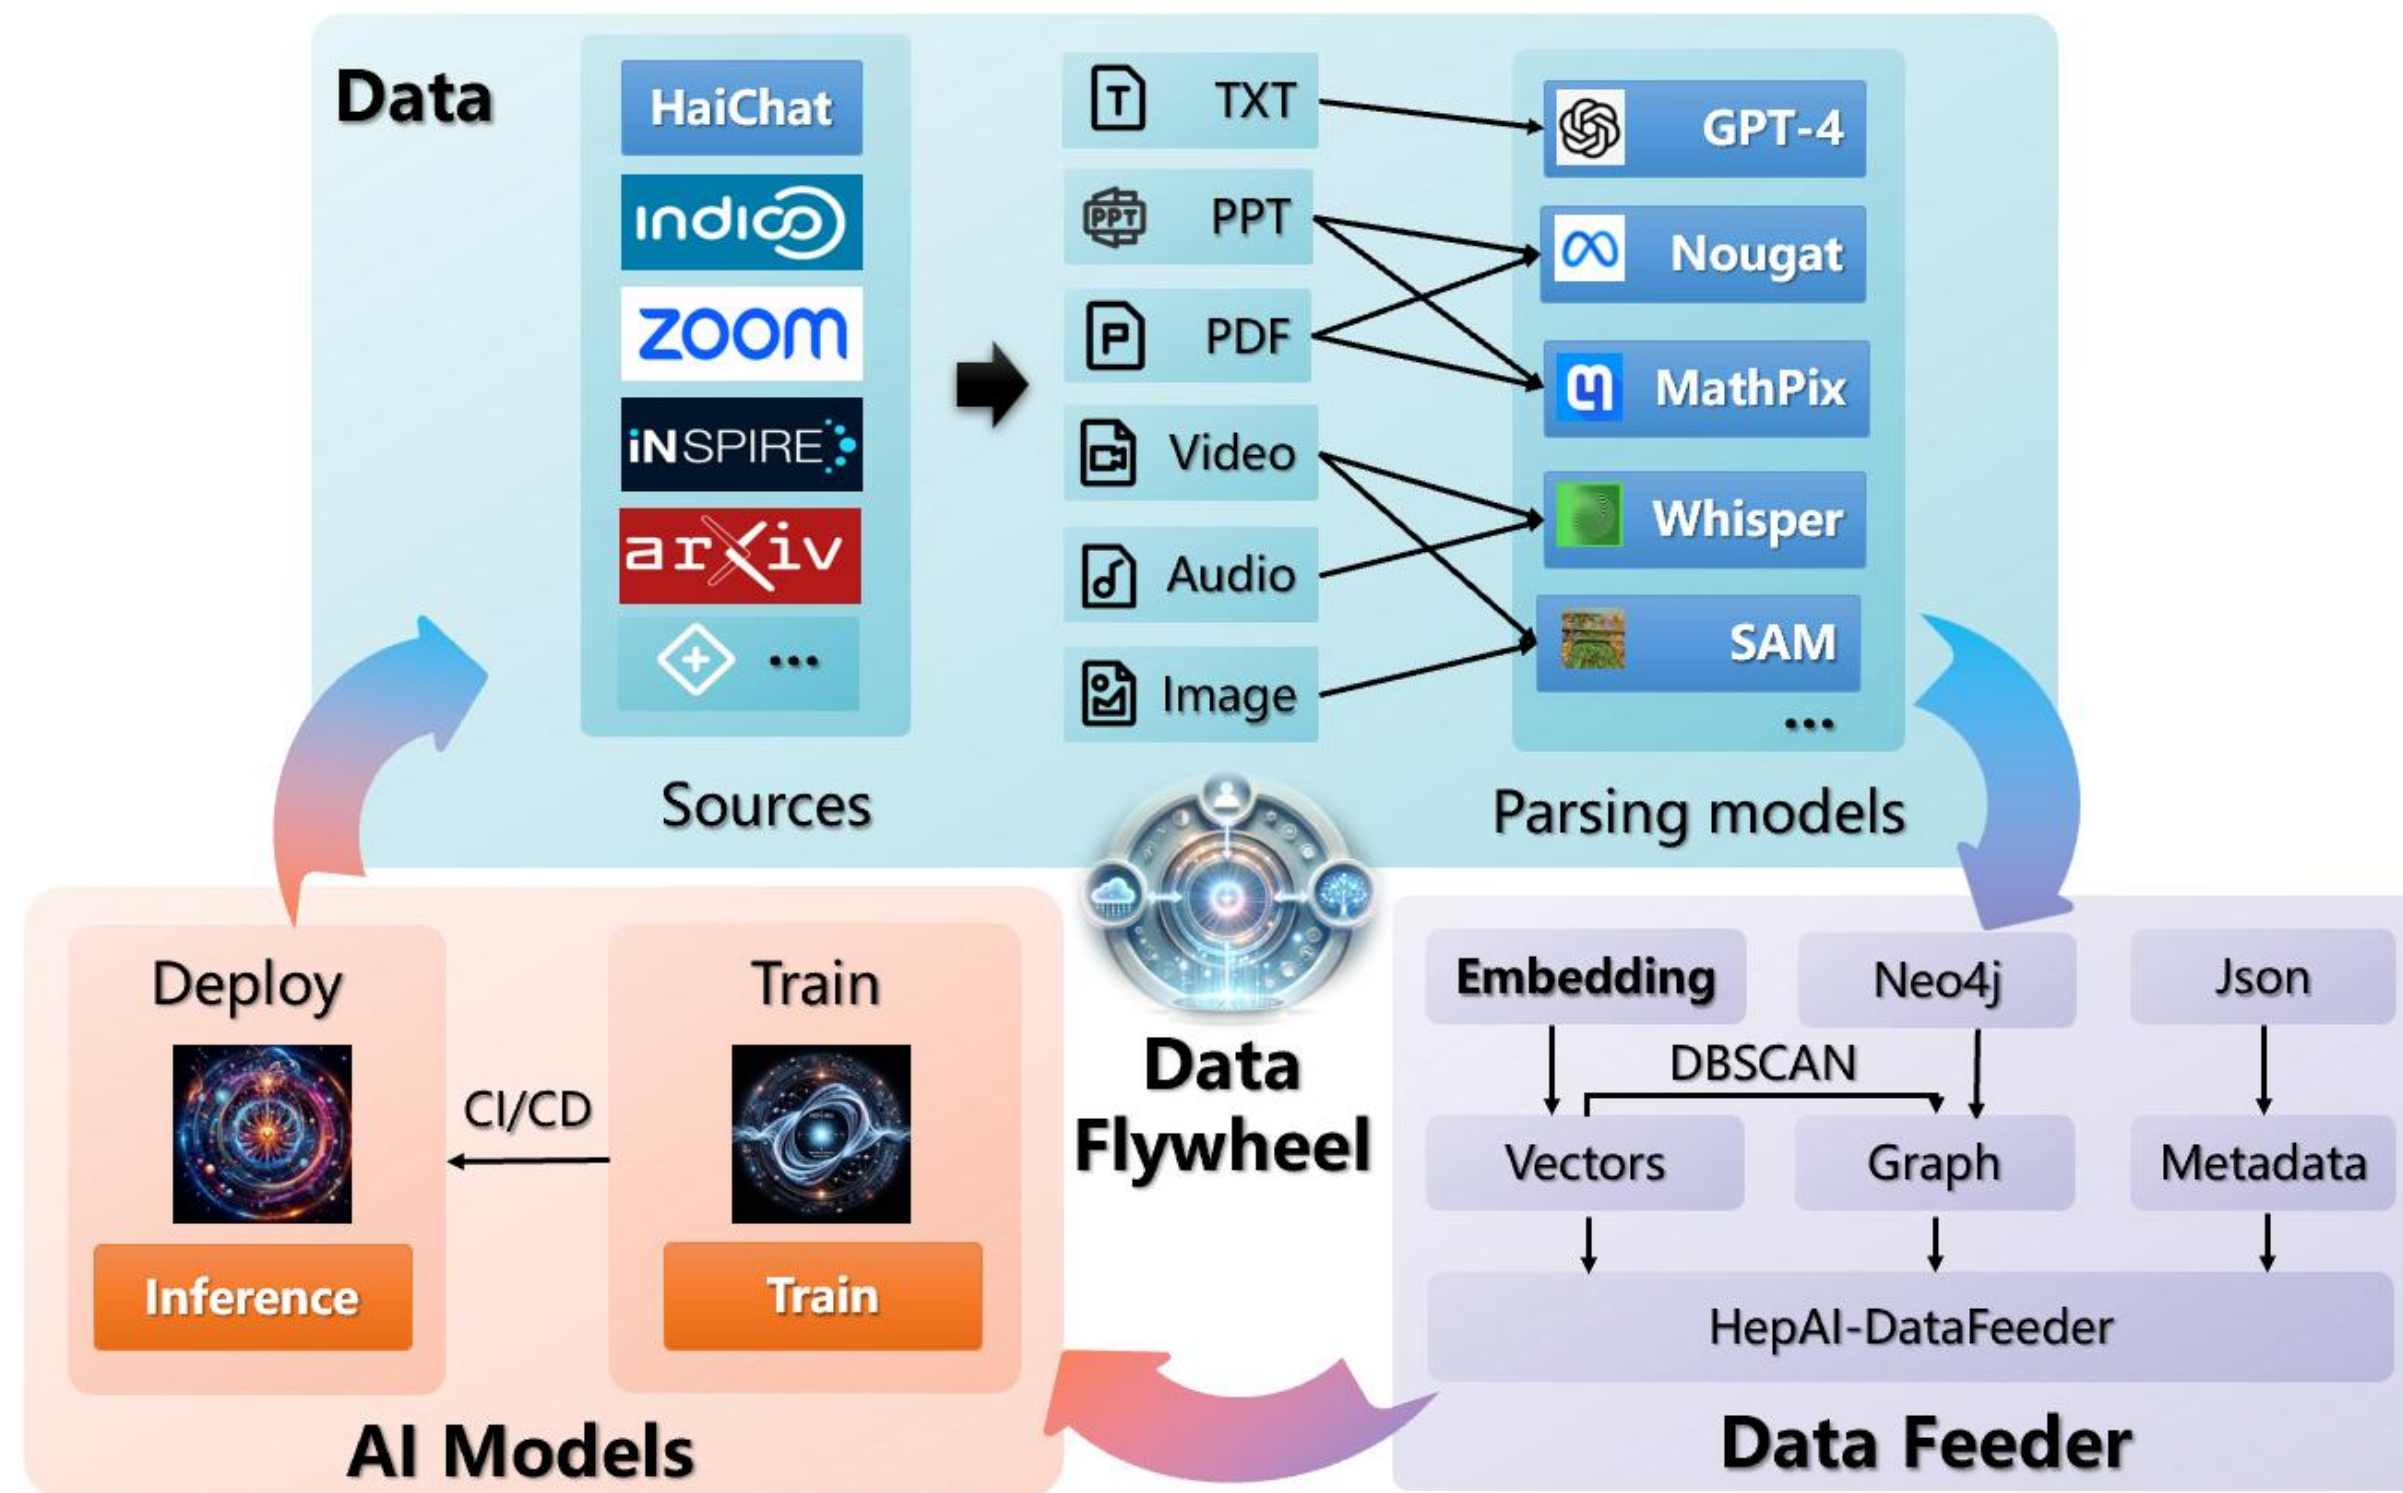 Data
HaiChat
indico
zoom
iNSPIRE
arXiv
...
Sources
TXT
PPT
PPT
PDF
Video
Audio
Image
GPT-4
Nougat
MathPix
Whisper
SAM
...
Parsing models
Data
Flywheel
Deploy
Inference
CI/CD
Train
Train
AI Models
Embedding
Neo4j
Json
DBSCAN
Vectors
Graph
Metadata
HepAI-DataFeeder
Data Feeder